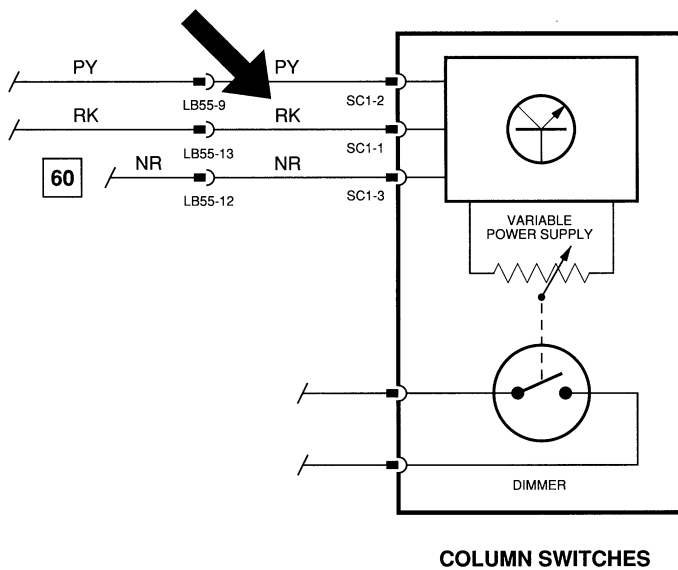 PY PY
LB55-9 SC1-2
RK RK
LB55-13 SC1-1
60 NR NR
LB55-12 SC1-3
VARIABLE
POWER SUPPLY
DIMMER
COLUMN SWITCHES